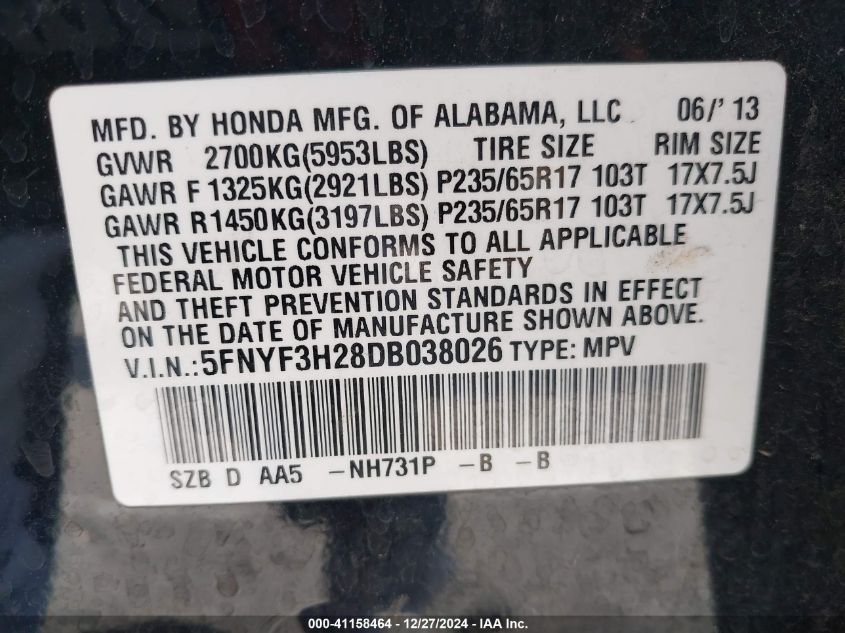 MFD. BY HONDA MFG. OF ALABAMA, LLC 06/'13
GVWR 2700KG(5953LBS) TIRE SIZE RIM SIZE
GAWR F 1325KG(2921LBS) P235/65R17 103T 17X7.5J
GAWR R1450KG(3197LBS) P235/65R17 103T 17X7.5J
THIS VEHICLE CONFORMS TO ALL APPLICABLE
FEDERAL MOTOR VEHICLE SAFETY
AND THEFT PREVENTION STANDARDS IN EFFECT
ON THE DATE OF MANUFACTURE SHOWN ABOVE.
V.I.N.:5FNYF3H28DB038026 TYPE: MPV
SZB D AA5 -NH731P -B -B
000-41158464 - 12/27/2024 - IAA Inc.